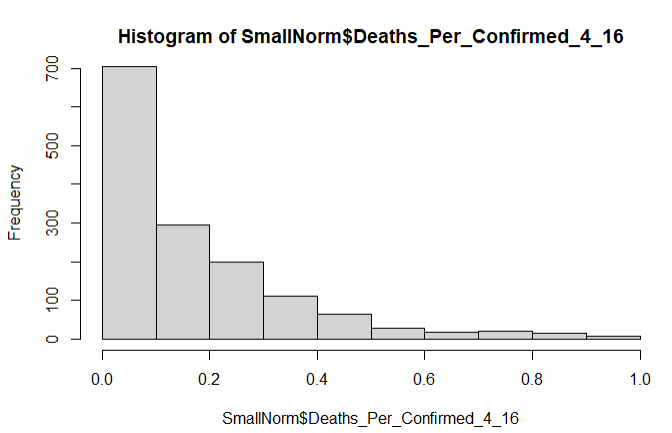 Histogram of SmallNorm$Deaths_Per_Confirmed_4_16
Frequency
700
500
300
100
0
0.0 0.2 0.4 0.6 0.8 1.0
SmallNorm$Deaths_Per_Confirmed_4_16